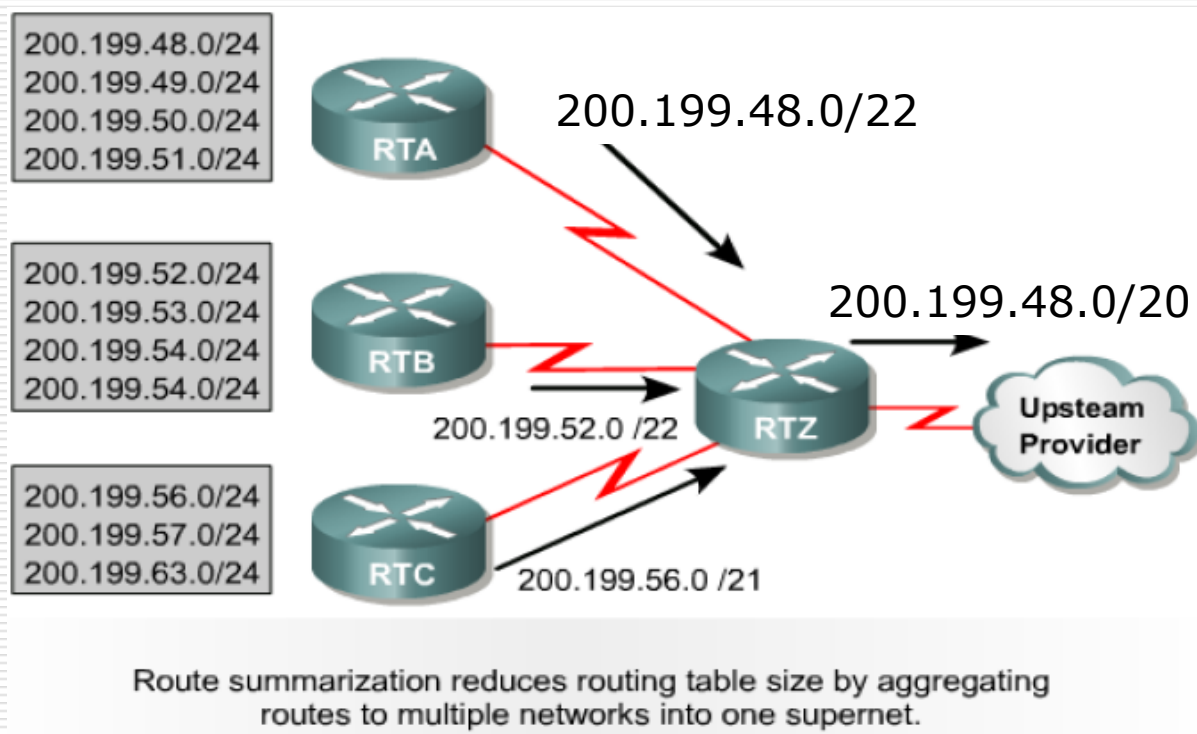 200.199.48.0/24
200.199.49.0/24
200.199.50.0/24
200.199.51.0/24
RTA
200.199.48.0/22
200.199.52.0/24
200.199.53.0/24
200.199.54.0/24
200.199.54.0/24
RTB
200.199.52.0 /22
200.199.48.0/20
RTZ
Upsteam
Provider
200.199.56.0/24
200.199.57.0/24
200.199.63.0/24
RTC
200.199.56.0 /21
Route summarization reduces routing table size by aggregating
routes to multiple networks into one supernet.